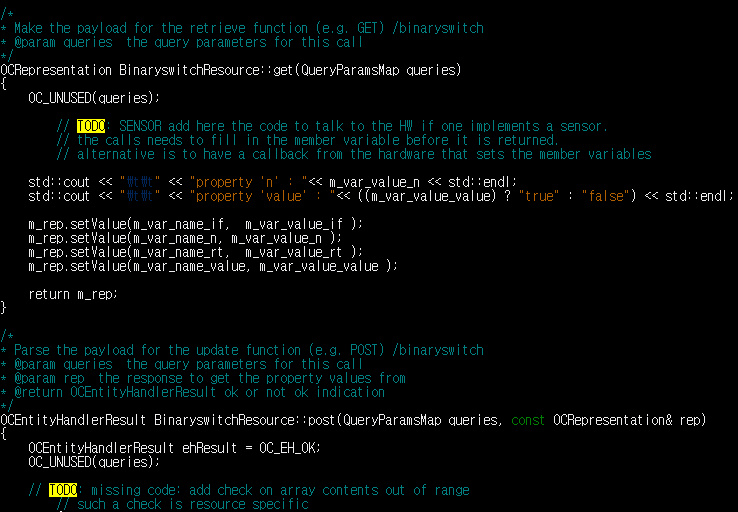 /*
* Make the payload for the retrieve function (e.g. GET) /binaryswitch
* @param queries  the query parameters for this call
*/
OCRepresentation BinaryswitchResource::get(QueryParamsMap queries)
{
    OC_UNUSED(queries);

        // TODO: SENSOR add here the code to talk to the HW if one implements a sensor.
        // the calls needs to fill in the member variable before it is returned.
        // alternative is to have a callback from the hardware that sets the member variables

    std::cout << "₩t₩t" << "property 'n' : "<< m_var_value_n << std::endl;
    std::cout << "₩t₩t" << "property 'value' : "<< ((m_var_value_value) ? "true" : "false") << std::endl;

    m_rep.setValue(m_var_name_if,  m_var_value_if );
    m_rep.setValue(m_var_name_n, m_var_value_n );
    m_rep.setValue(m_var_name_rt,  m_var_value_rt );
    m_rep.setValue(m_var_name_value, m_var_value_value );

    return m_rep;
}

/*
* Parse the payload for the update function (e.g. POST) /binaryswitch
* @param queries  the query parameters for this call
* @param rep  the response to get the property values from
* @return OCEntityHandlerResult ok or not ok indication
*/
OCEntityHandlerResult BinaryswitchResource::post(QueryParamsMap queries, const OCRepresentation& rep)
{
    OCEntityHandlerResult ehResult = OC_EH_OK;
    OC_UNUSED(queries);

    // TODO: missing code: add check on array contents out of range
        // such a check is resource specific